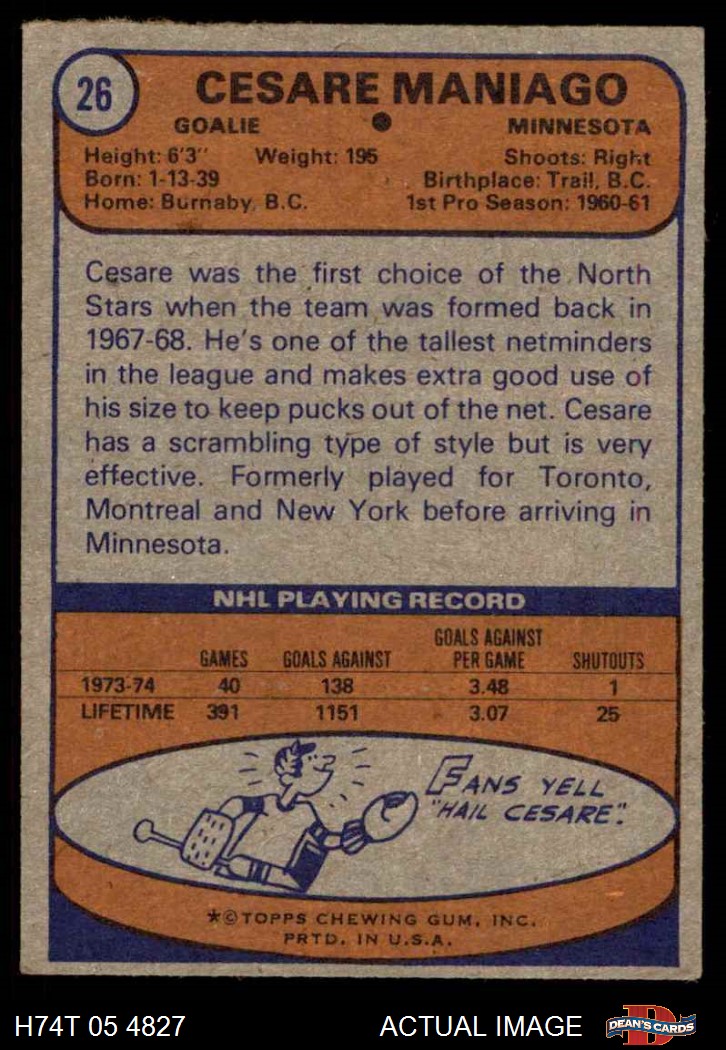 26
CESARE MANIAGO
GOALIE MINNESOTA
Height: 6'3" Weight: 195 Shoots: Right
Born: 1-13-39 Birthplace: Trail, B.C.
Home: Burnaby, B.C. 1st Pro Season: 1960-61
Cesare was the first choice of the North
Stars when the team was formed back in
1967-68. He's one of the tallest netminders
in the league and makes extra good use of
his size to keep pucks out of the net. Cesare
has a scrambling type of style but is very
effective. Formerly played for Toronto,
Montreal and New York before arriving in
Minnesota.
NHL PLAYING RECORD
GAMES GOALS AGAINST GOALS AGAINST PER GAME SHUTOUTS
1973-74 40 138 3.48 1
LIFETIME 391 1151 3.07 25
FANS YELL
"HAIL CESARE".
*©TOPPS CHEWING GUM, INC.
PRTD. IN U.S.A.
H74T 05 4827 ACTUAL IMAGE DEAN'S CARDS